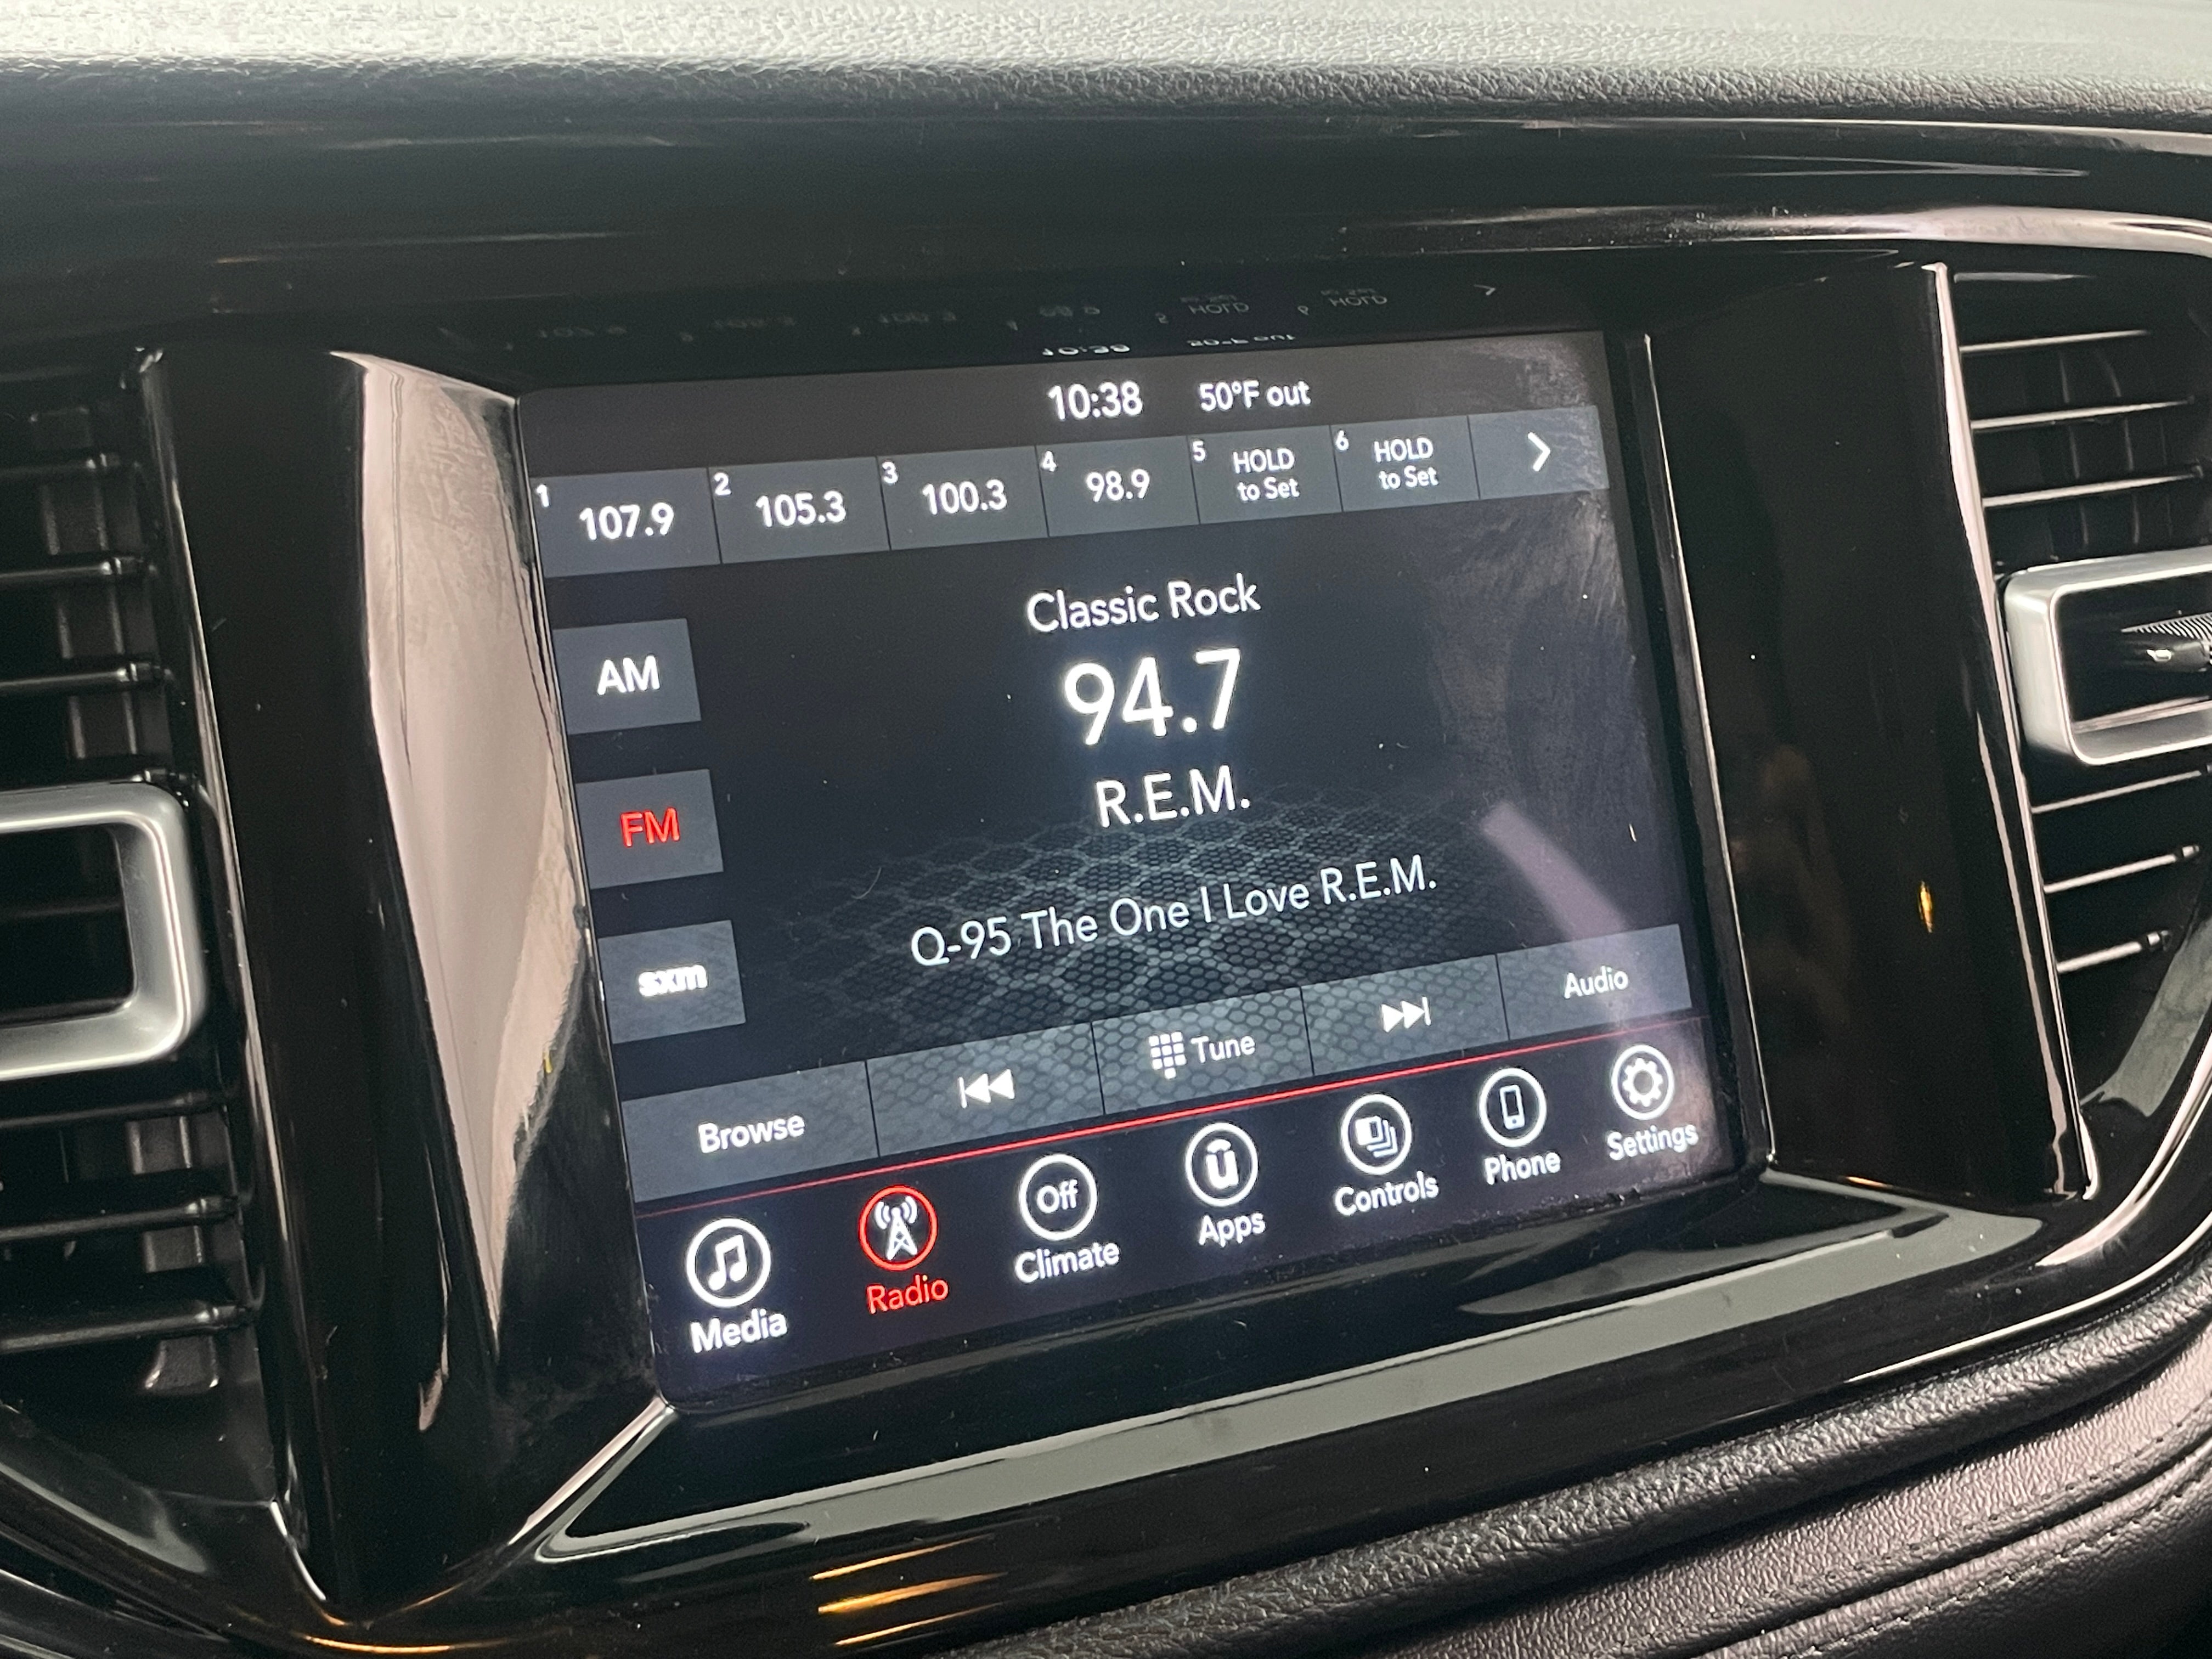 10:38 50°F out
1 107.9 2 105.3 3 100.3 4 98.9 5 HOLD to Set 6 HOLD to Set
Classic Rock
AM
94.7
R.E.M.
FM
Q-95 The One I Love R.E.M.
sxm
Browse Tune Audio
Off
Media Radio Climate Apps Controls Phone Settings